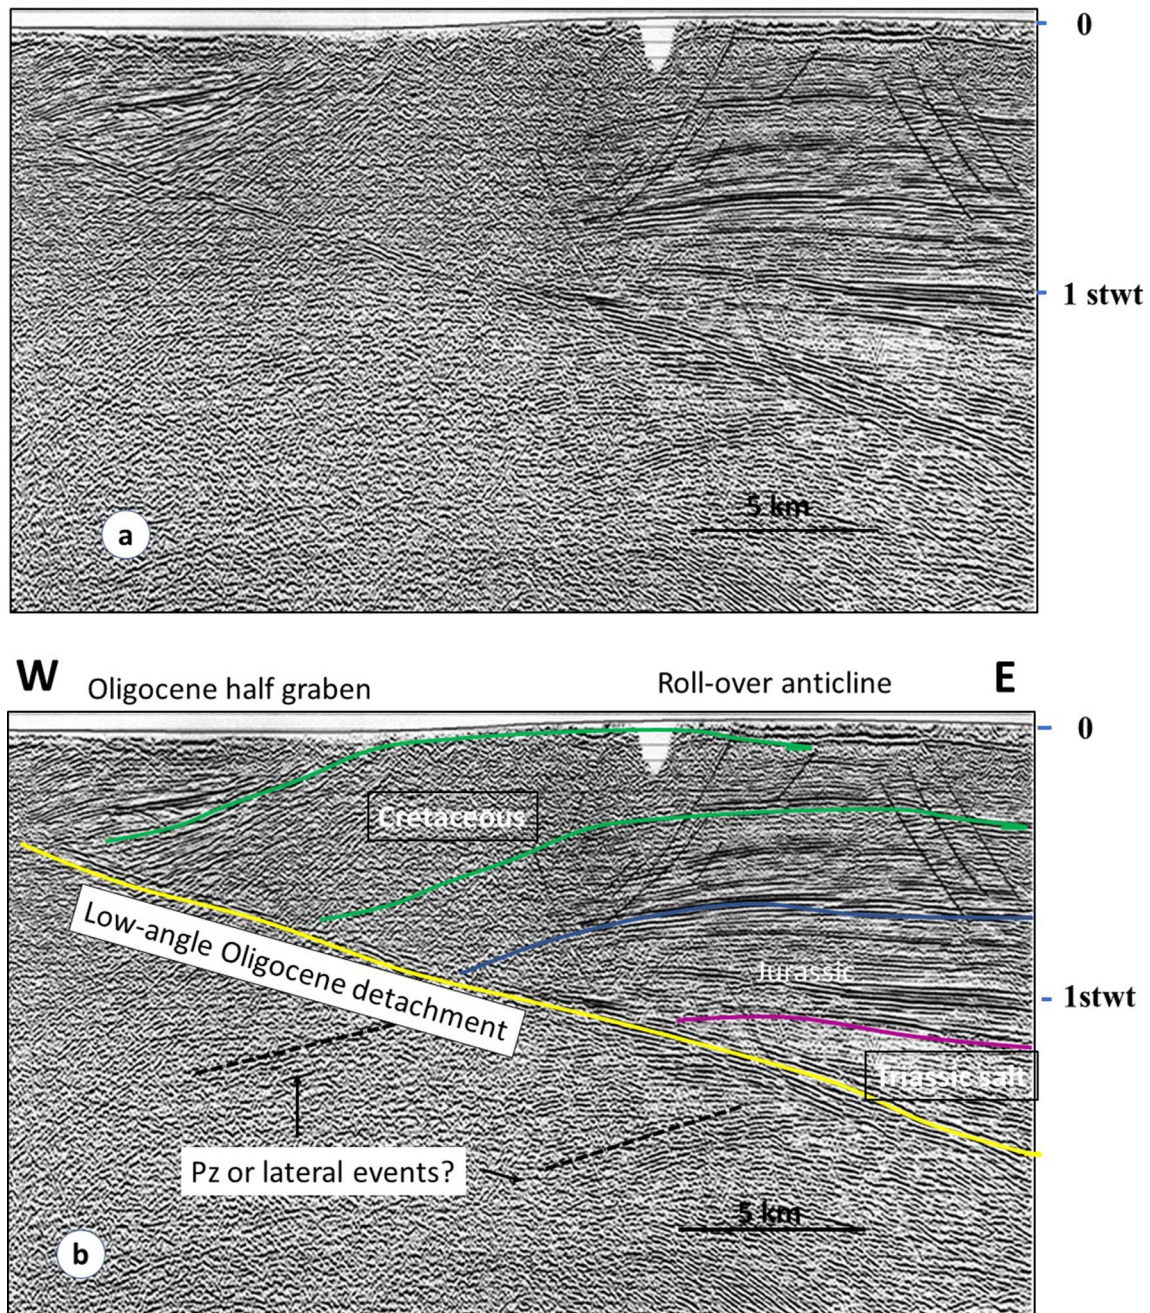 0
1 stwt
5 km
a
W
Oligocene half graben
Roll-over anticline
E
0
Cretaceous
Low-angle Oligocene detachment
Jurassic
1stwt
Triassic salt
Pz or lateral events?
5 km
b